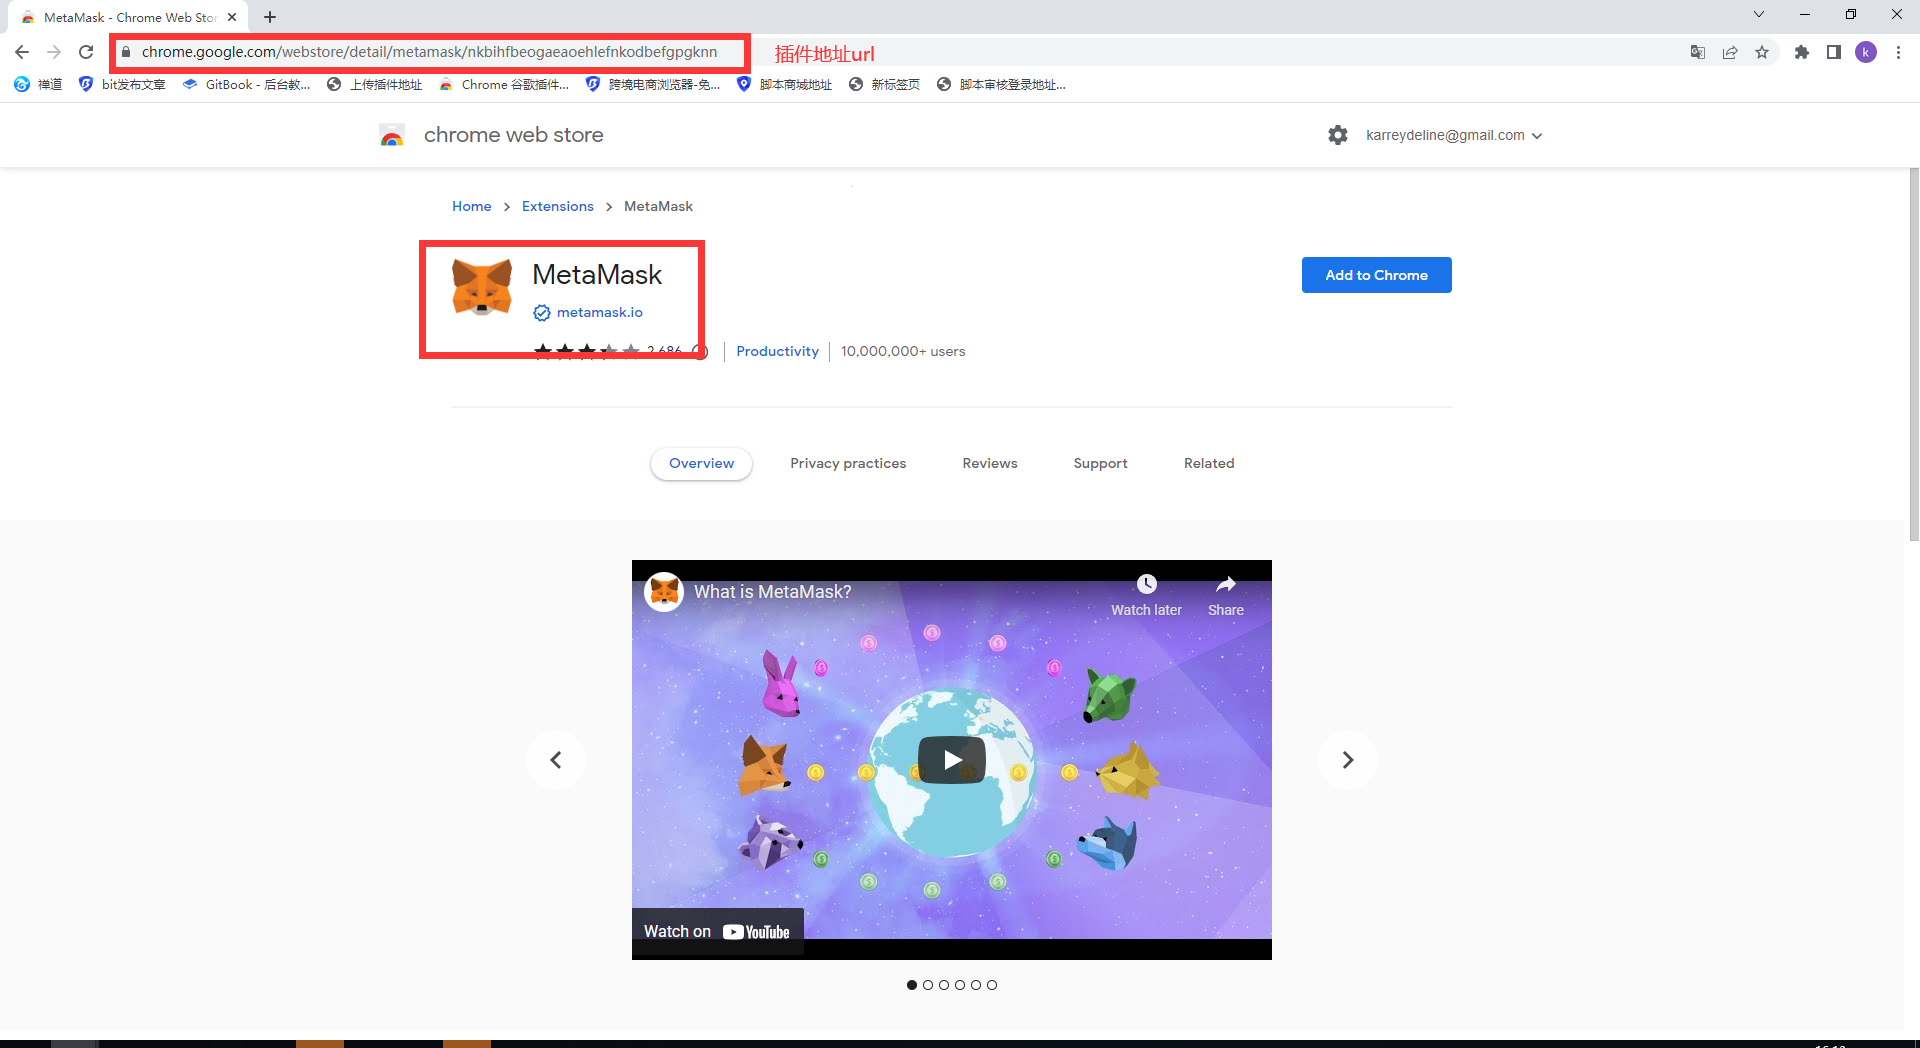 MetaMask - Chrome Web Stor
chrome.google.com/webstore/detail/metamask/nkbihfbeogaeaoehlefnkodbefgpgknn
插件地址url
k
禅道
bit发布文章
GitBook - 后台教...
上传插件地址
Chrome 谷歌插件...
跨境电商浏览器-免...
脚本商城地址
新标签页
脚本审核登录地址...
chrome web store
karreydeline@gmail.com
Home
Extensions
MetaMask
MetaMask
metamask.io
Add to Chrome
2,686
Productivity
10,000,000+ users
Overview
Privacy practices
Reviews
Support
Related
What is MetaMask?
Watch later
Share
Watch on YouTube